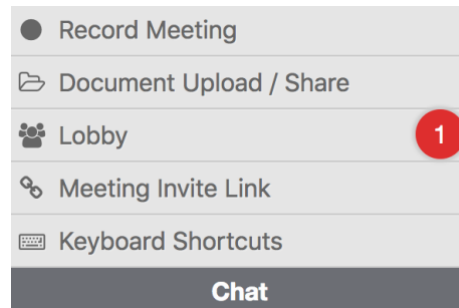 Record Meeting
Document Upload / Share
Lobby 1
Meeting Invite Link
Keyboard Shortcuts
Chat